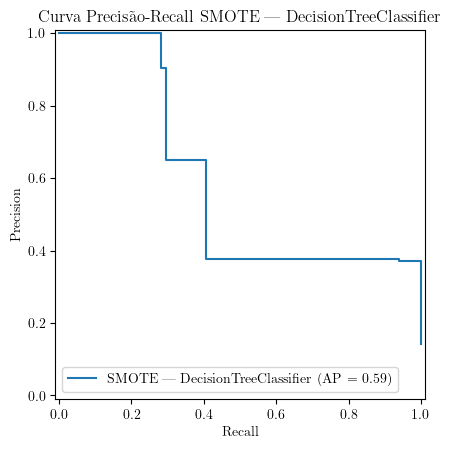 Curva Precisão-Recall SMOTE — DecisionTreeClassifier
1.0
0.8
0.6
0.4
0.2
0.0
Precision
SMOTE — DecisionTreeClassifier (AP = 0.59)
0.0 0.2 0.4 0.6 0.8 1.0
Recall